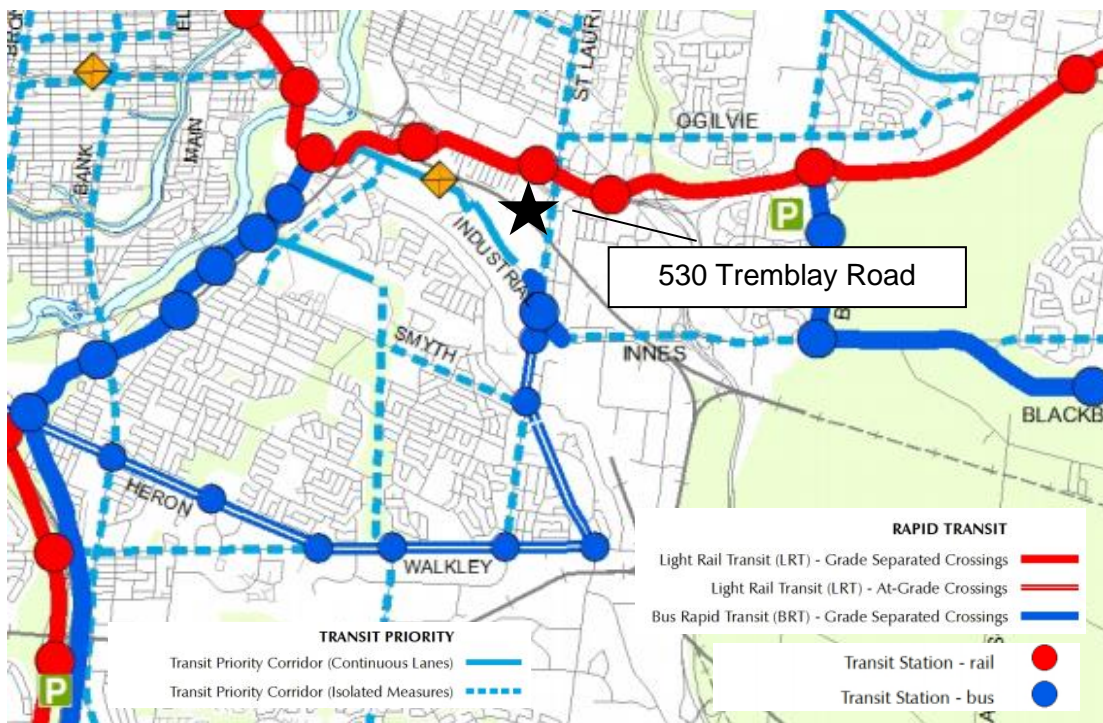 ST LAURI
OGILVIE
MAIN
BANK
530 Tremblay Road
INDUSTRIA
SMYTH
INNES
BLACKB
HERON
WALKLEY
P
P
RAPID TRANSIT
Light Rail Transit (LRT) - Grade Separated Crossings
Light Rail Transit (LRT) - At-Grade Crossings
Bus Rapid Transit (BRT) - Grade Separated Crossings
TRANSIT PRIORITY
Transit Priority Corridor (Continuous Lanes)
Transit Priority Corridor (Isolated Measures)
Transit Station - rail
Transit Station - bus